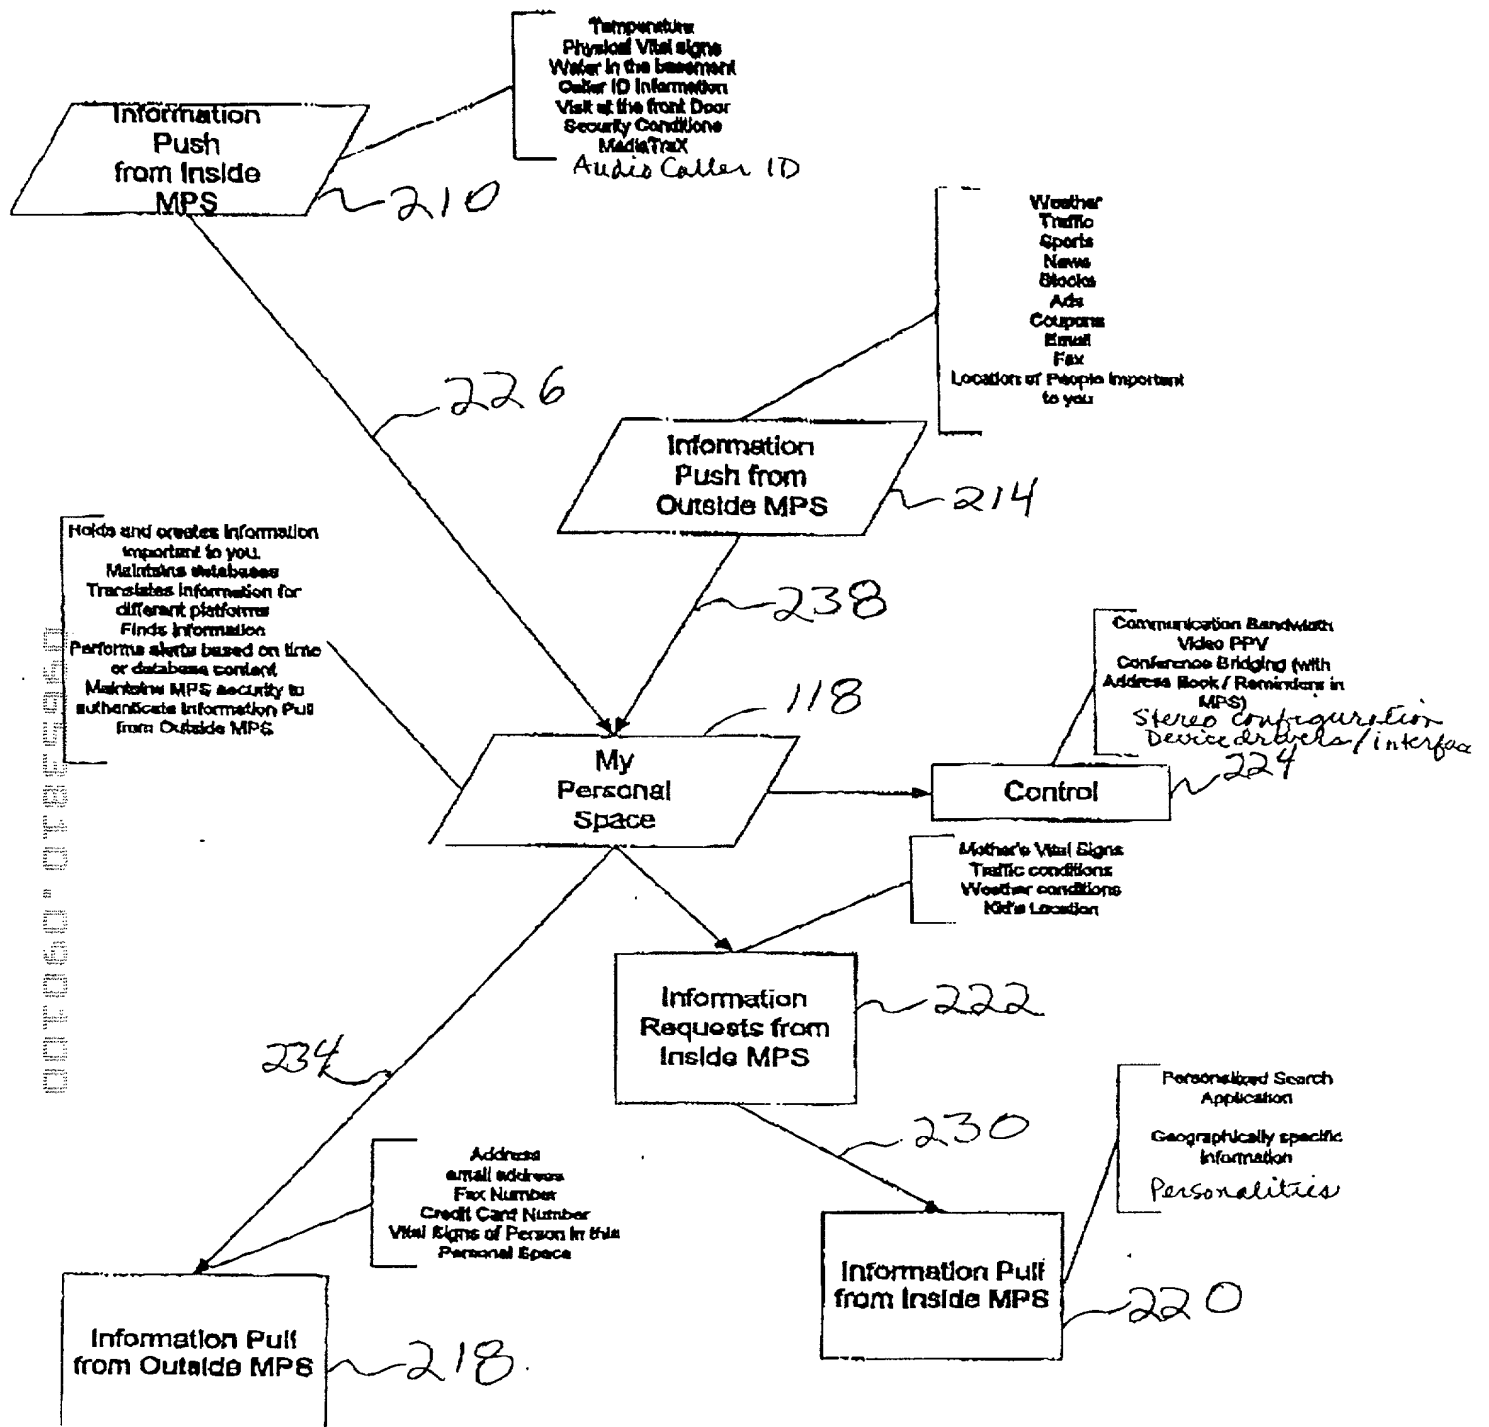 Temperature
Physical Vital signs
Water in the basement
Caller ID Information
Visit at the front Door
Security Conditions
MediaTraX
Audio Caller ID
Information
Push
from Inside
MPS
210
Weather
Traffic
Sports
News
Stocks
Ads
Coupons
Email
Fax
Location of People Important
to you
226
Information
Push from
Outside MPS
214
238
Holds and creates information
important to you.
Maintains databases
Translates information for
different platforms
Finds information
Performs alerts based on time
or database content
Maintains MPS security to
authenticate Information Pull
from Outside MPS
118
My
Personal
Space
Communication Bandwidth
Video PPV
Conference Bridging (with
Address Book / Reminders in
MPS)
Stereo configuration
Device drivers / interfac
224
Control
Mother's Vital Signs
Traffic conditions
Weather conditions
Kid's Location
Information
Requests from
Inside MPS
222
234
230
Personalized Search
Application
Geographically specific
Information
Personalities
Address
email address
Fax Number
Credit Card Number
Vital Signs of Person in this
Personal Space
Information Pull
from Inside MPS
220
Information Pull
from Outside MPS
218